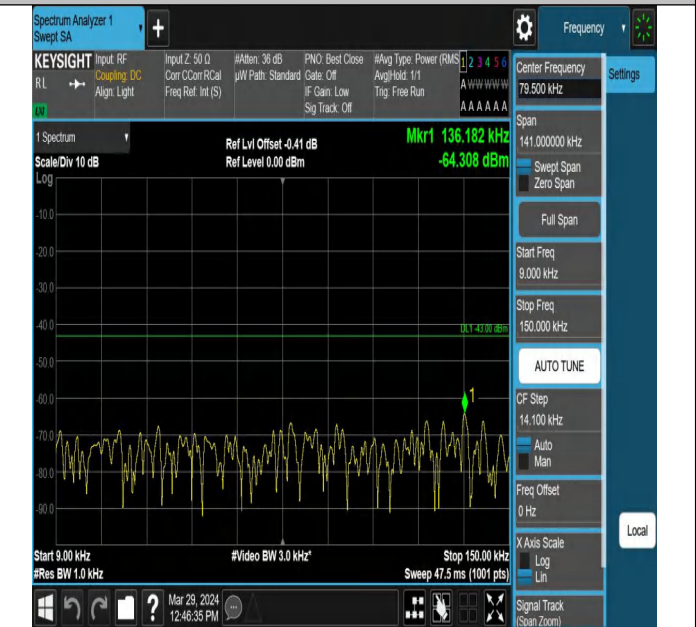 Spectrum Analyzer 1
Swept SA
+
Frequency
KEYSIGHT
RL
Input: RF
Coupling: DC
Align: Light
Input Z: 50 Ω
Corr CCorr RCal
Freq Ref: Int (S)
#Atten: 36 dB
µW Path: Standard
PNO: Best Close
Gate: Off
IF Gain: Low
Sig Track: Off
#Avg Type: Power (RMS
Avg|Hold: 1/1
Trig: Free Run
1 2 3 4 5 6
A W W W W W
A A A A A A
Center Frequency
79.500 kHz
Settings
Span
141.000000 kHz
Swept Span
Zero Span
Full Span
Start Freq
9.000 kHz
Stop Freq
150.000 kHz
AUTO TUNE
CF Step
14.100 kHz
Auto
Man
Freq Offset
0 Hz
X Axis Scale
Log
Lin
Signal Track
(Span Zoom)
Local
1 Spectrum
Scale/Div 10 dB
Log
Ref Lvl Offset -0.41 dB
Ref Level 0.00 dBm
Mkr1 136.182 kHz
-64.308 dBm
-10.0
-20.0
-30.0
-40.0
DL1 -43.00 dBm
-50.0
-60.0
1
-70.0
-80.0
-90.0
Start 9.00 kHz
#Res BW 1.0 kHz
#Video BW 3.0 kHz*
Stop 150.00 kHz
Sweep 47.5 ms (1001 pts)
?
Mar 29, 2024
12:46:35 PM